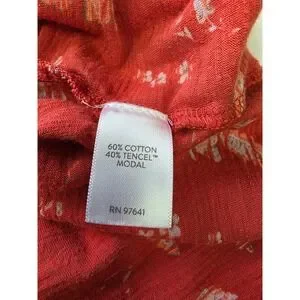 60% COTTON
40% TENCEL™
MODAL
RN 97641